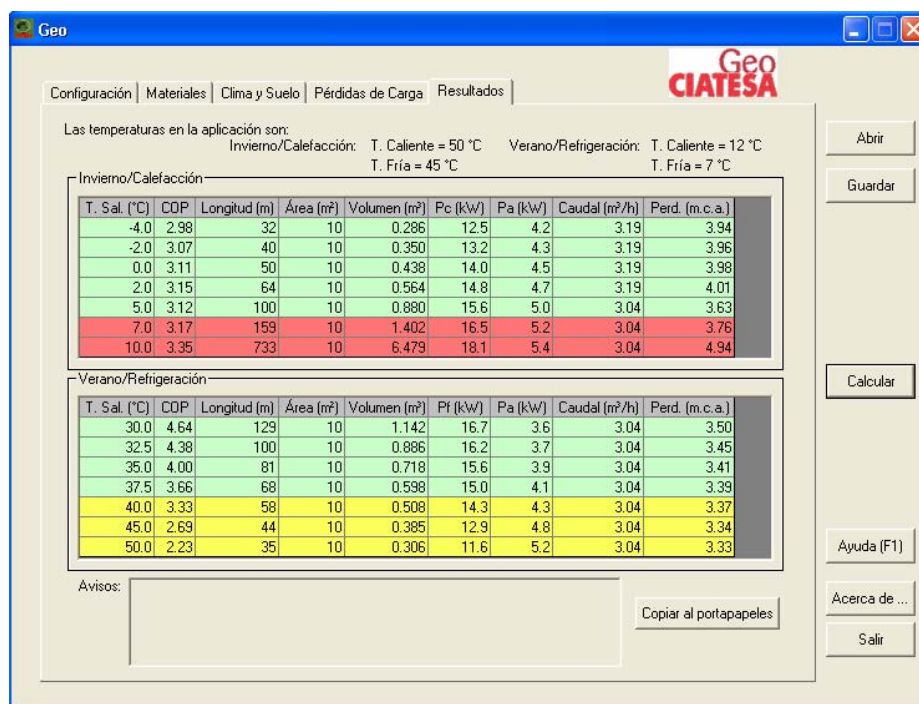 Geo
Geo
CIATESA
Configuración Materiales Clima y Suelo Pérdidas de Carga Resultados
Las temperaturas en la aplicación son:
Invierno/Calefacción: T. Caliente = 50 °C Verano/Refrigeración: T. Caliente = 12 °C
T. Fría = 45 °C T. Fría = 7 °C
Abrir
Guardar
Invierno/Calefacción
T. Sal. (°C) COP Longitud (m) Área (m²) Volumen (m³) Pc (kW) Pa (kW) Caudal (m³/h) Perd. (m.c.a.)
-4.0 2.98 32 10 0.286 12.5 4.2 3.19 3.94
-2.0 3.07 40 10 0.350 13.2 4.3 3.19 3.96
0.0 3.11 50 10 0.438 14.0 4.5 3.19 3.98
2.0 3.15 64 10 0.564 14.8 4.7 3.19 4.01
5.0 3.12 100 10 0.880 15.6 5.0 3.04 3.63
7.0 3.17 159 10 1.402 16.5 5.2 3.04 3.76
10.0 3.35 733 10 6.479 18.1 5.4 3.04 4.94
Calcular
Verano/Refrigeración
T. Sal. (°C) COP Longitud (m) Área (m²) Volumen (m³) Pf (kW) Pa (kW) Caudal (m³/h) Perd. (m.c.a.)
30.0 4.64 129 10 1.142 16.7 3.6 3.04 3.50
32.5 4.38 100 10 0.886 16.2 3.7 3.04 3.45
35.0 4.00 81 10 0.718 15.6 3.9 3.04 3.41
37.5 3.66 68 10 0.598 15.0 4.1 3.04 3.39
40.0 3.33 58 10 0.508 14.3 4.3 3.04 3.37
45.0 2.69 44 10 0.385 12.9 4.8 3.04 3.34
50.0 2.23 35 10 0.306 11.6 5.2 3.04 3.33
Ayuda (F1)
Avisos:
Copiar al portapapeles
Acerca de ...
Salir